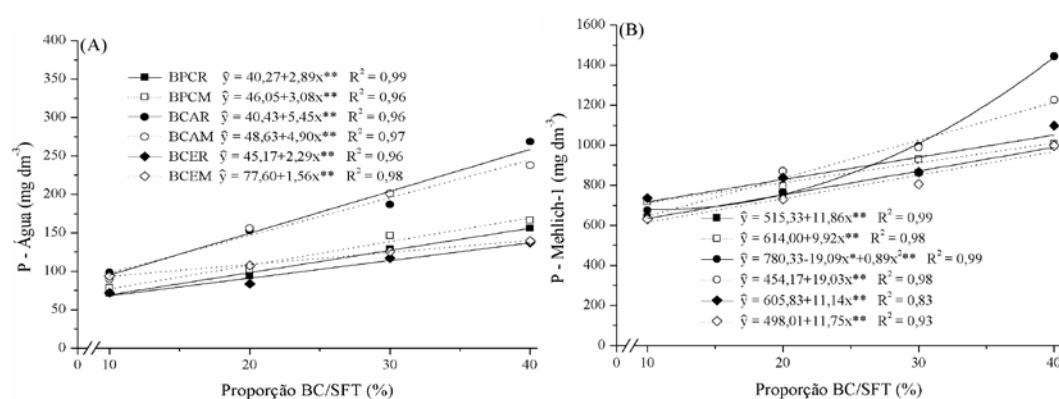 (A)
400
350
300
250
200
150
100
50
0
P - Água (mg dm-3)
BPCR ŷ = 40,27+2,89x** R² = 0,99
BPCM ŷ = 46,05+3,08x** R² = 0,96
BCAR ŷ = 40,43+5,45x** R² = 0,96
BCAM ŷ = 48,63+4,90x** R² = 0,97
BCER ŷ = 45,17+2,29x** R² = 0,96
BCEM ŷ = 77,60+1,56x** R² = 0,98
0 10 20 30 40
Proporção BC/SFT (%)
(B)
1600
1400
1200
1000
800
600
400
200
0
P - Mehlich-1 (mg dm-3)
ŷ = 515,33+11,86x** R² = 0,99
ŷ = 614,00+9,92x** R² = 0,98
ŷ = 780,33-19,09x*+0,89x²** R² = 0,99
ŷ = 454,17+19,03x** R² = 0,98
ŷ = 605,83+11,14x** R² = 0,83
ŷ = 498,01+11,75x** R² = 0,93
0 10 20 30 40
Proporção BC/SFT (%)